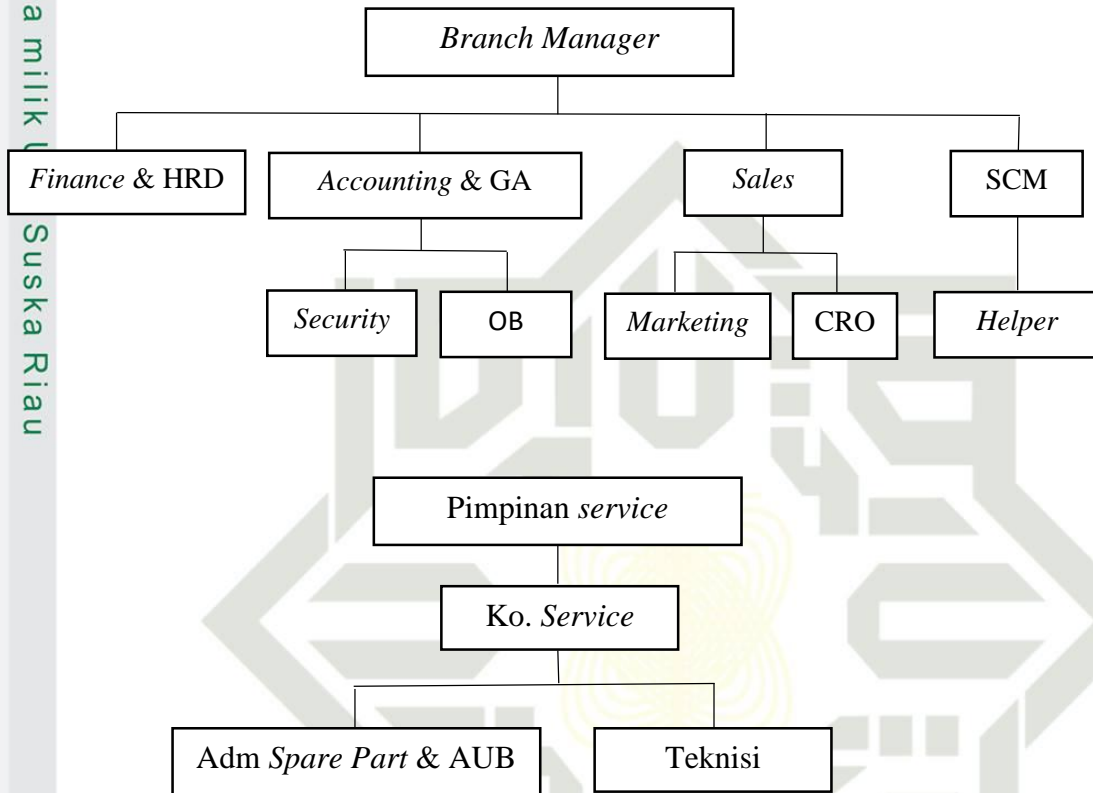 Branch Manager
Finance & HRD
Accounting & GA
Sales
SCM
Security
OB
Marketing
CRO
Helper
Pimpinan service
Ko. Service
Adm Spare Part & AUB
Teknisi
a milik U
Suska Riau